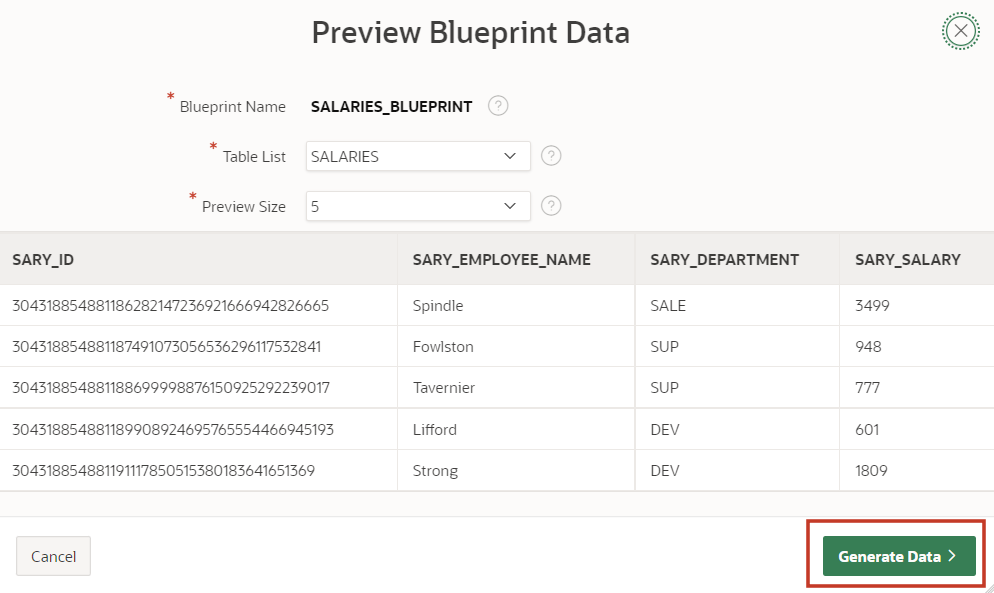 Preview Blueprint Data
* Blueprint Name SALARIES_BLUEPRINT ?
* Table List SALARIES ?
* Preview Size 5 ?
SARY_ID SARY_EMPLOYEE_NAME SARY_DEPARTMENT SARY_SALARY
304318854881186282147236921666942826665 Spindle SALE 3499
304318854881187491073056536296117532841 Fowlston SUP 948
304318854881188699998876150925292239017 Tavernier SUP 777
304318854881189908924695765554466945193 Lifford DEV 601
304318854881191117850515380183641651369 Strong DEV 1809
Cancel Generate Data